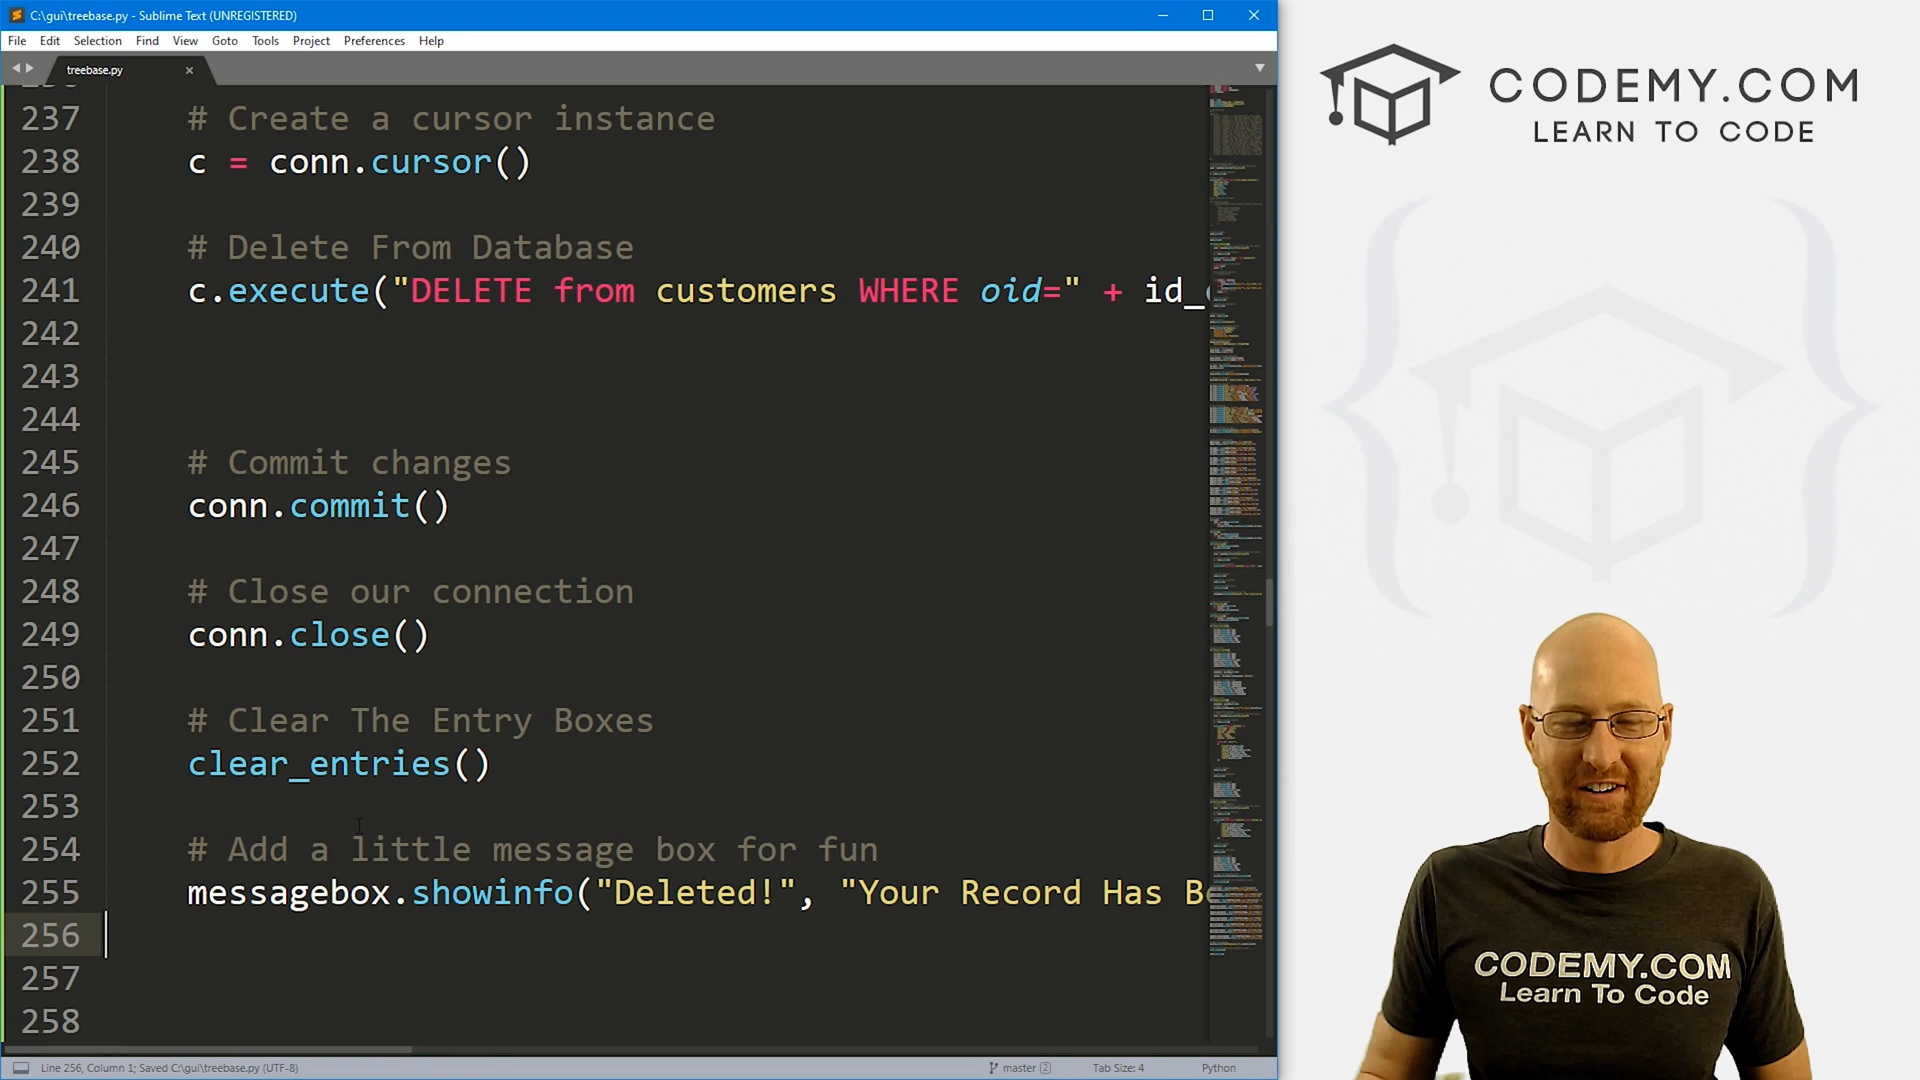 C:\gui\treebase.py - Sublime Text (UNREGISTERED)
File Edit Selection Find View Goto Tools Project Preferences Help
treebase.py
237 # Create a cursor instance
238 c = conn.cursor()
239
240 # Delete From Database
241 c.execute("DELETE from customers WHERE oid=" + id_
242
243
244
245 # Commit changes
246 conn.commit()
247
248 # Close our connection
249 conn.close()
250
251 # Clear The Entry Boxes
252 clear_entries()
253
254 # Add a little message box for fun
255 messagebox.showinfo("Deleted!", "Your Record Has B
256
257
258
Line 256, Column 1; Saved C:\gui\treebase.py (UTF-8) master 2 Tab Size: 4 Python
CODEMY.COM
LEARN TO CODE
CODEMY.COM
Learn To Code